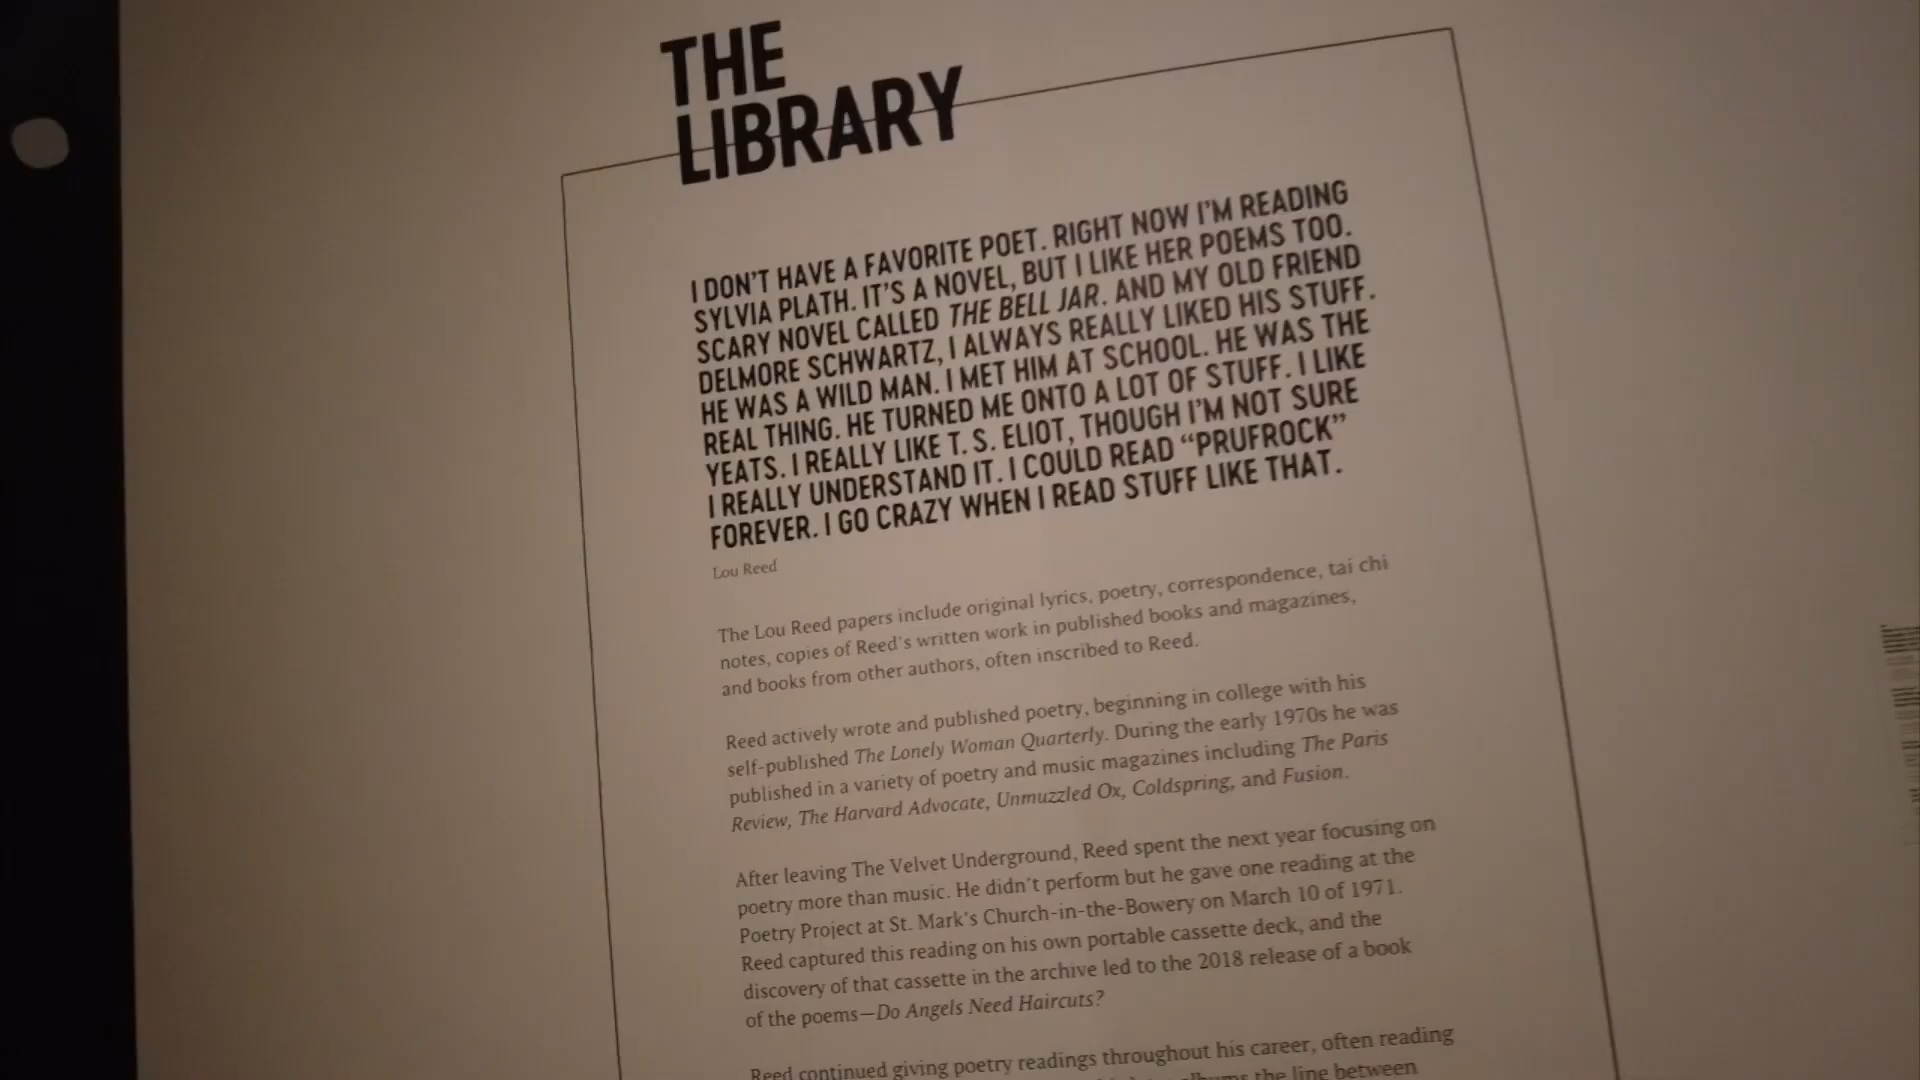 THE
LIBRARY
I DON'T HAVE A FAVORITE POET. RIGHT NOW I'M READING
SYLVIA PLATH. IT'S A NOVEL, BUT I LIKE HER POEMS TOO.
SCARY NOVEL CALLED THE BELL JAR. AND MY OLD FRIEND
DELMORE SCHWARTZ, I ALWAYS REALLY LIKED HIS STUFF.
HE WAS A WILD MAN. I MET HIM AT SCHOOL. HE WAS THE
REAL THING. HE TURNED ME ONTO A LOT OF STUFF. I LIKE
YEATS. I REALLY LIKE T. S. ELIOT, THOUGH I'M NOT SURE
I REALLY UNDERSTAND IT. I COULD READ “PRUFROCK”
FOREVER. I GO CRAZY WHEN I READ STUFF LIKE THAT.
Lou Reed
The Lou Reed papers include original lyrics, poetry, correspondence, tai chi
notes, copies of Reed's written work in published books and magazines,
and books from other authors, often inscribed to Reed.
Reed actively wrote and published poetry, beginning in college with his
self-published The Lonely Woman Quarterly. During the early 1970s he was
published in a variety of poetry and music magazines including The Paris
Review, The Harvard Advocate, Unmuzzled Ox, Coldspring, and Fusion.
After leaving The Velvet Underground, Reed spent the next year focusing on
poetry more than music. He didn't perform but he gave one reading at the
Poetry Project at St. Mark's Church-in-the-Bowery on March 10 of 1971.
Reed captured this reading on his own portable cassette deck, and the
discovery of that cassette in the archive led to the 2018 release of a book
of the poems—Do Angels Need Haircuts?
Reed continued giving poetry readings throughout his career, often reading
the line between